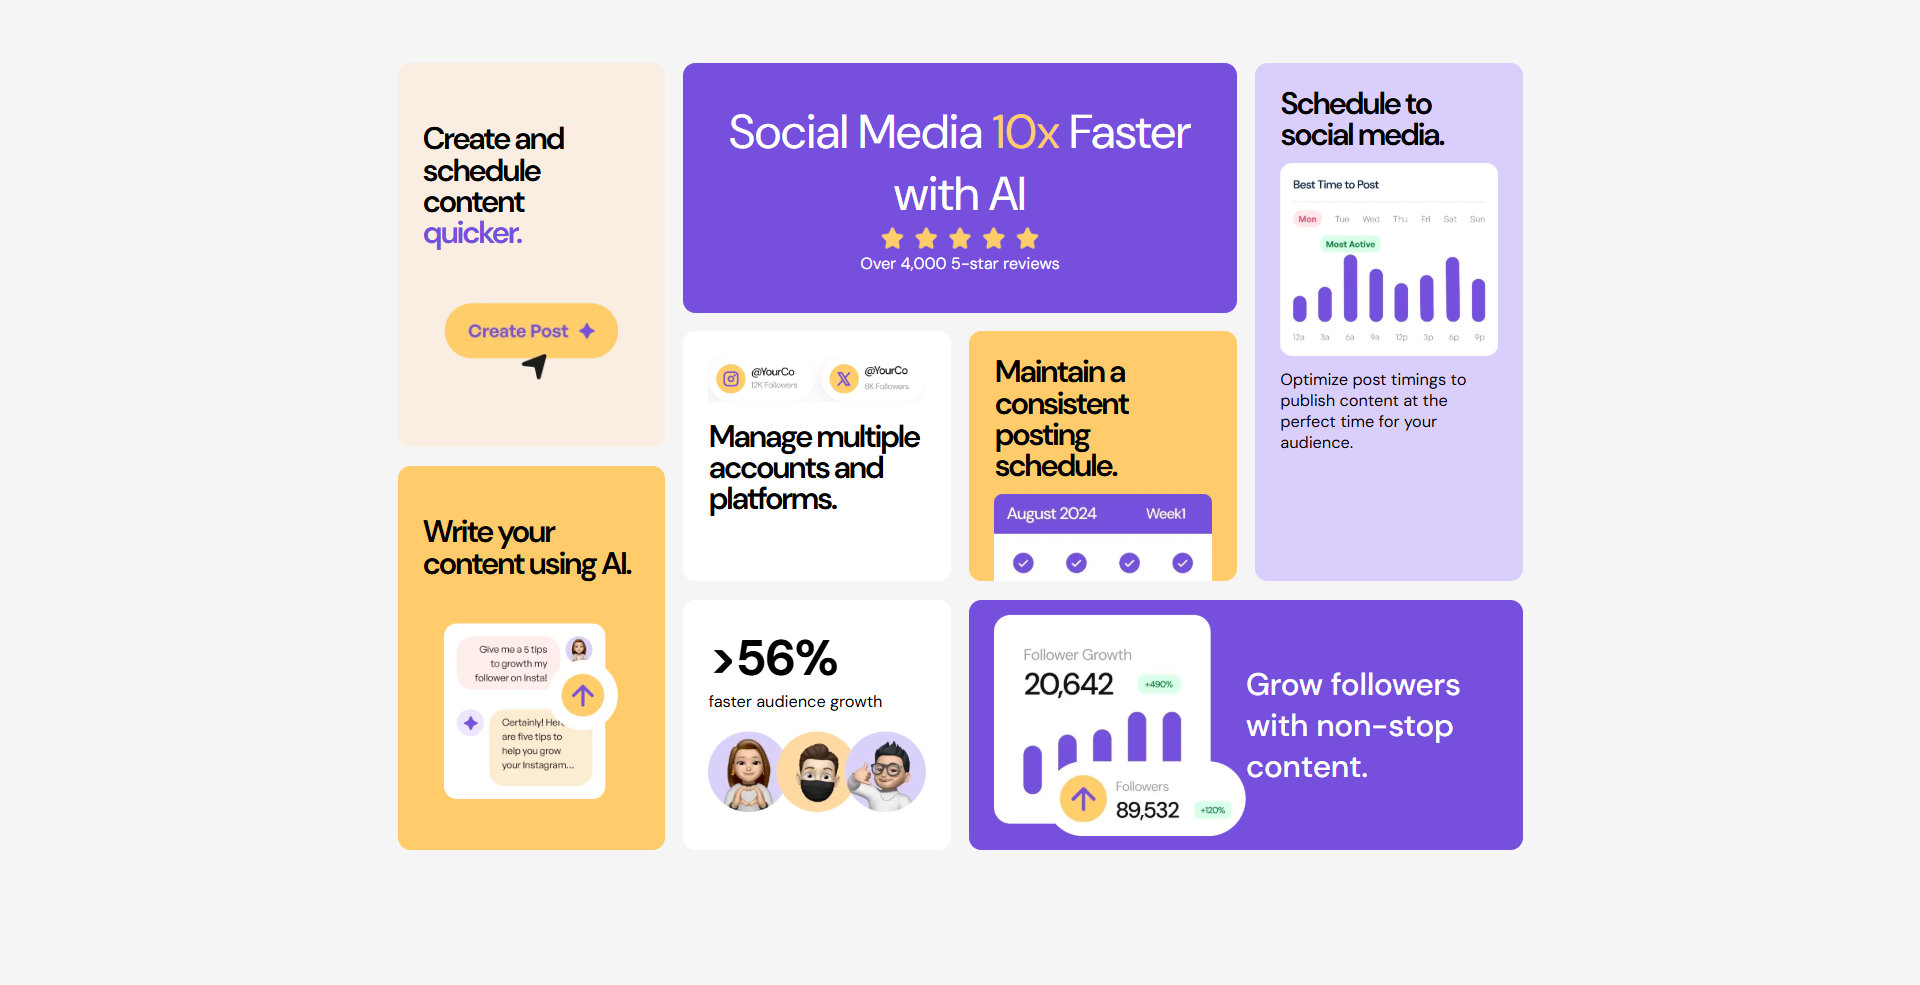 Create and
schedule
content
quicker.
Create Post
Social Media 10x Faster
with AI
Over 4,000 5-star reviews
Schedule to
social media.
Best Time to Post
Mon Tue Wed Thu Fri Sat Sun
Most Active
12a 3a 6a 9a 12p 3p 6p 9p
Optimize post timings to
publish content at the
perfect time for your
audience.
@YourCo
12K Followers
@YourCo
8K Followers
Manage multiple
accounts and
platforms.
Maintain a
consistent
posting
schedule.
August 2024 Week1
Write your
content using AI.
Give me a 5 tips
to growth my
follower on Insta!
Certainly! Here
are five tips to
help you grow
your Instagram...
>56%
faster audience growth
Follower Growth
20,642 +490%
Followers
89,532 +120%
Grow followers
with non-stop
content.